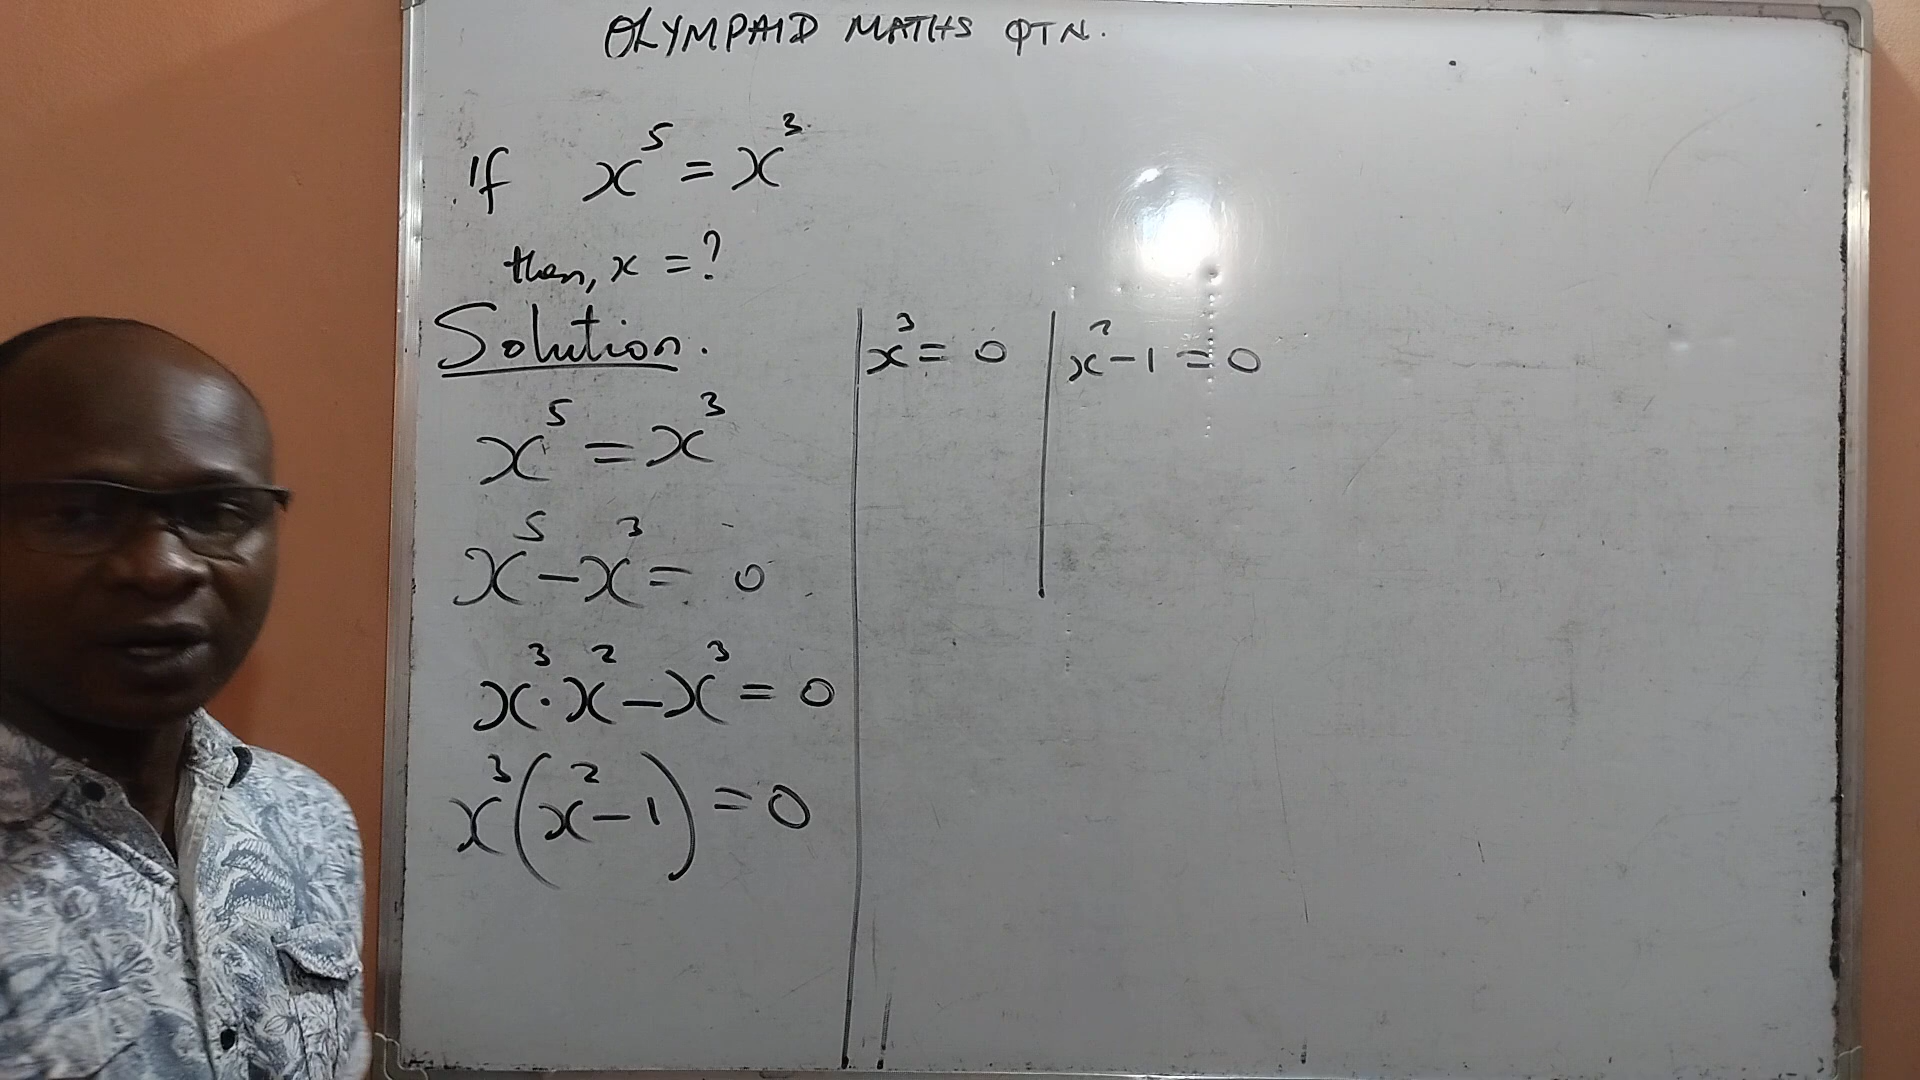 OLYMPAID MATHS QTN.
If x⁵ = x³
then, x = ?
Solution.
x⁵ = x³
x⁵ - x³ = 0
x³·x² - x³ = 0
x³(x² - 1) = 0
x³ = 0 | x² - 1 = 0